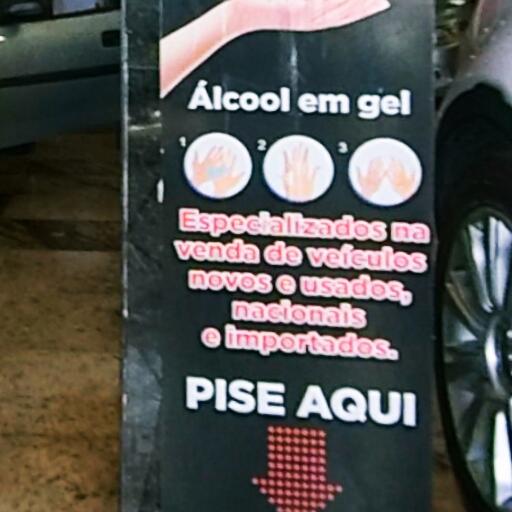 Álcool em gel
1 2 3
Especializados na
venda de veículos
novos e usados,
nacionais
e importados.
PISE AQUI